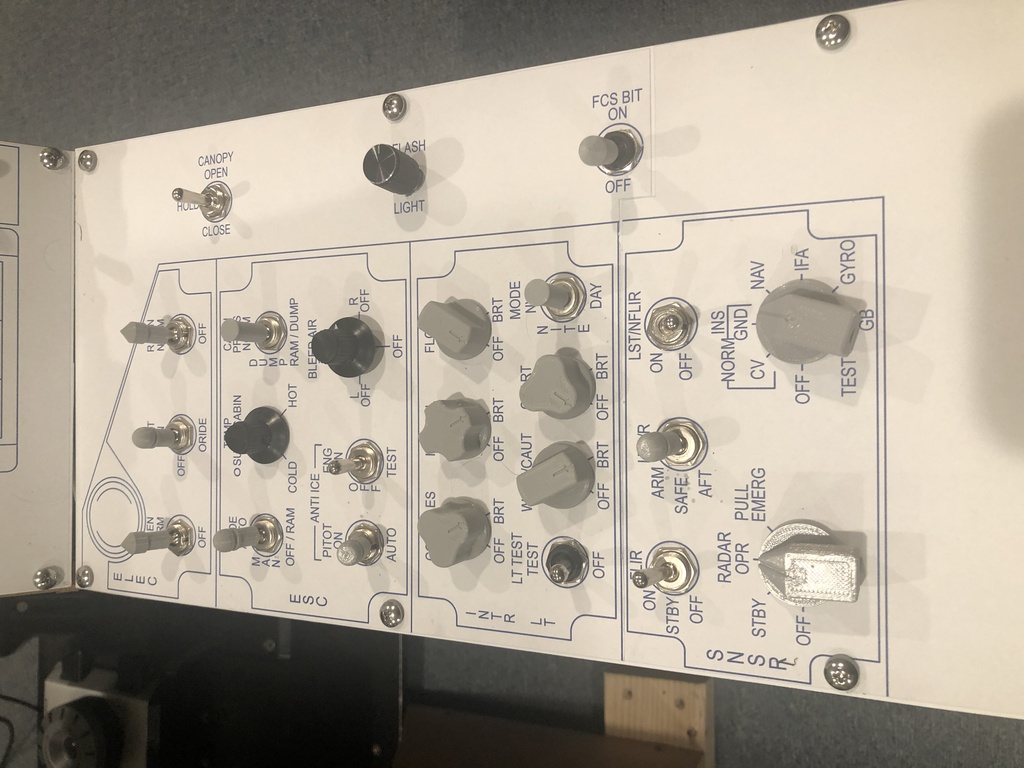 ELEC
OFF
OFF
ORIDE
OFF
CANOPY
OPEN
CLOSE
ESC
MAN
OFF / RAM
COLD
HOT
DUMP
RAM / DUMP
ANTI ICE
PITOT
ON
AUTO
ENG
OFF
TEST
BLEED AIR
L
OFF
R
OFF
OFF
LIGHT
FLASH
INTR LT
OFF BRT
OFF BRT
OFF BRT
LT TEST
TEST
OFF
OFF BRT
OFF BRT
MODE
NITE
DAY
FCS BIT
ON
OFF
SNSR
ON
STBY
OFF
ARM
SAFE
AFT
LST/NFLIR
ON
OFF
RADAR
OPR
STBY
OFF
PULL
EMERG
INS
NORM
GND
CV
NAV
OFF
IFA
TEST
GYRO
GB